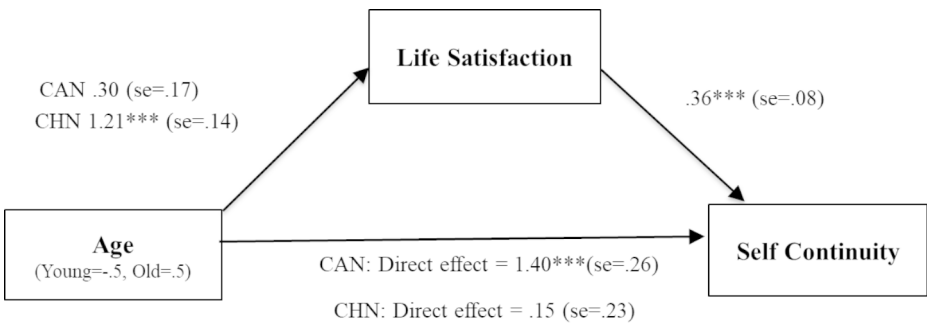 Life Satisfaction
CAN .30 (se=.17)
CHN 1.21*** (se=.14)
.36*** (se=.08)
Age
(Young=-.5, Old=.5)
Self Continuity
CAN: Direct effect = 1.40***(se=.26)
CHN: Direct effect = .15 (se=.23)